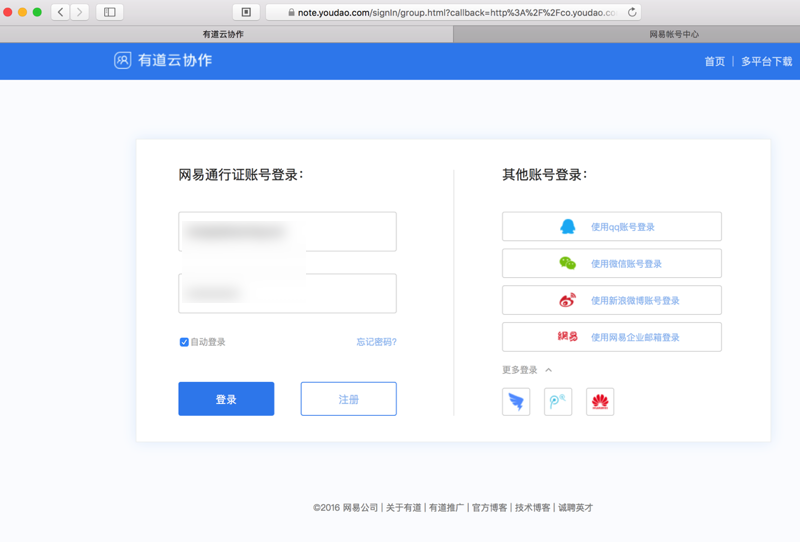 note.youdao.com/signIn/group.html?callback=http%3A%2F%2Fco.youdao.co
有道云协作
网易帐号中心
有道云协作
首页 | 多平台下载
网易通行证账号登录：
自动登录
忘记密码?
登录
注册
其他账号登录：
使用qq账号登录
使用微信账号登录
使用新浪微博账号登录
網易 使用网易企业邮箱登录
更多登录
HUAWEI
©2016 网易公司 | 关于有道 | 有道推广 | 官方博客 | 技术博客 | 诚聘英才